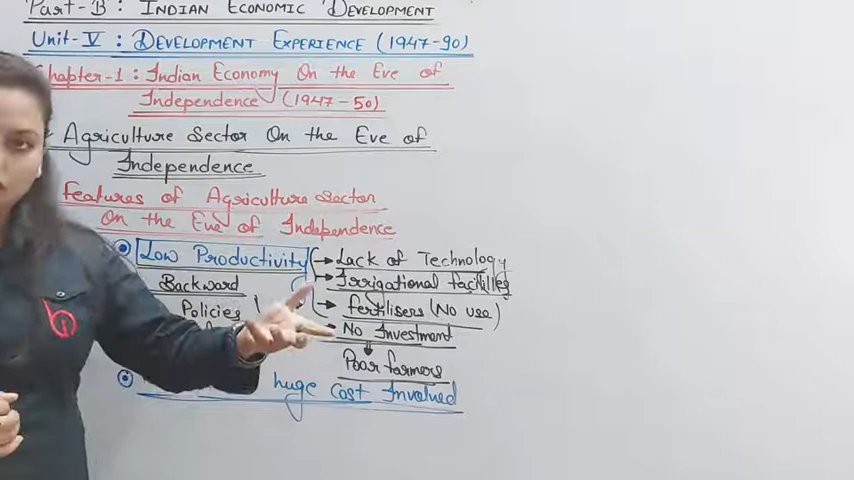 Part-B : Indian Economic Development
Unit-V : Development Experience (1947-90)
Chapter-1 : Indian Economy On the Eve of
Independence (1947-50)
Agriculture Sector On the Eve of
Independence
Features of Agriculture Sector
On the Eve of Independence
Low Productivity
Lack of Technology
Backward
Irrigational facilities
Policies
fertilisers (No use)
No Investment
Poor farmers
huge Cost Involved